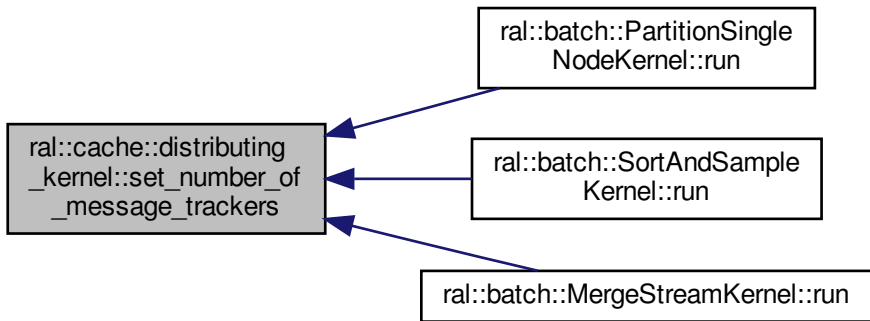 ral::batch::PartitionSingle
NodeKernel::run
ral::cache::distributing
_kernel::set_number_of
_message_trackers
ral::batch::SortAndSample
Kernel::run
ral::batch::MergeStreamKernel::run